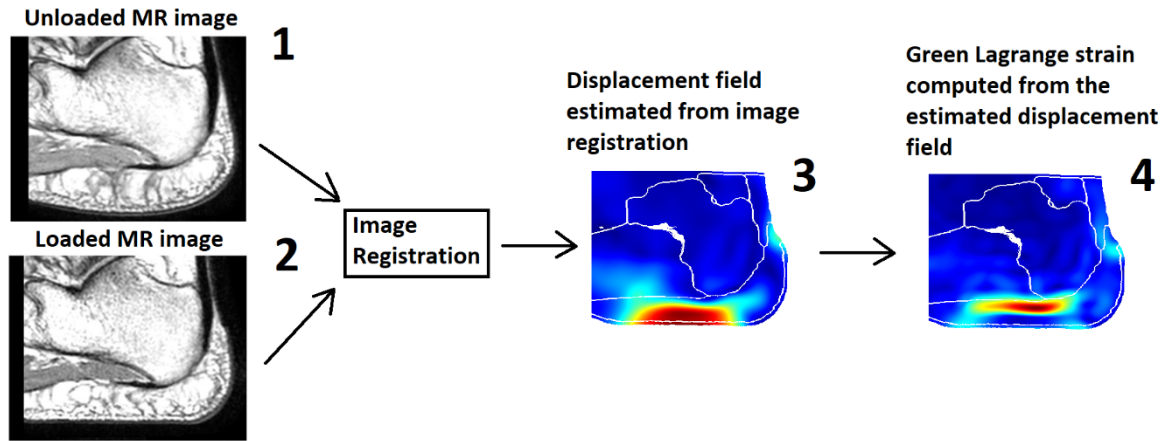 Unloaded MR image
1
Loaded MR image
2
Image
Registration
Displacement field
estimated from image
registration
3
Green Lagrange strain
computed from the
estimated displacement
field
4